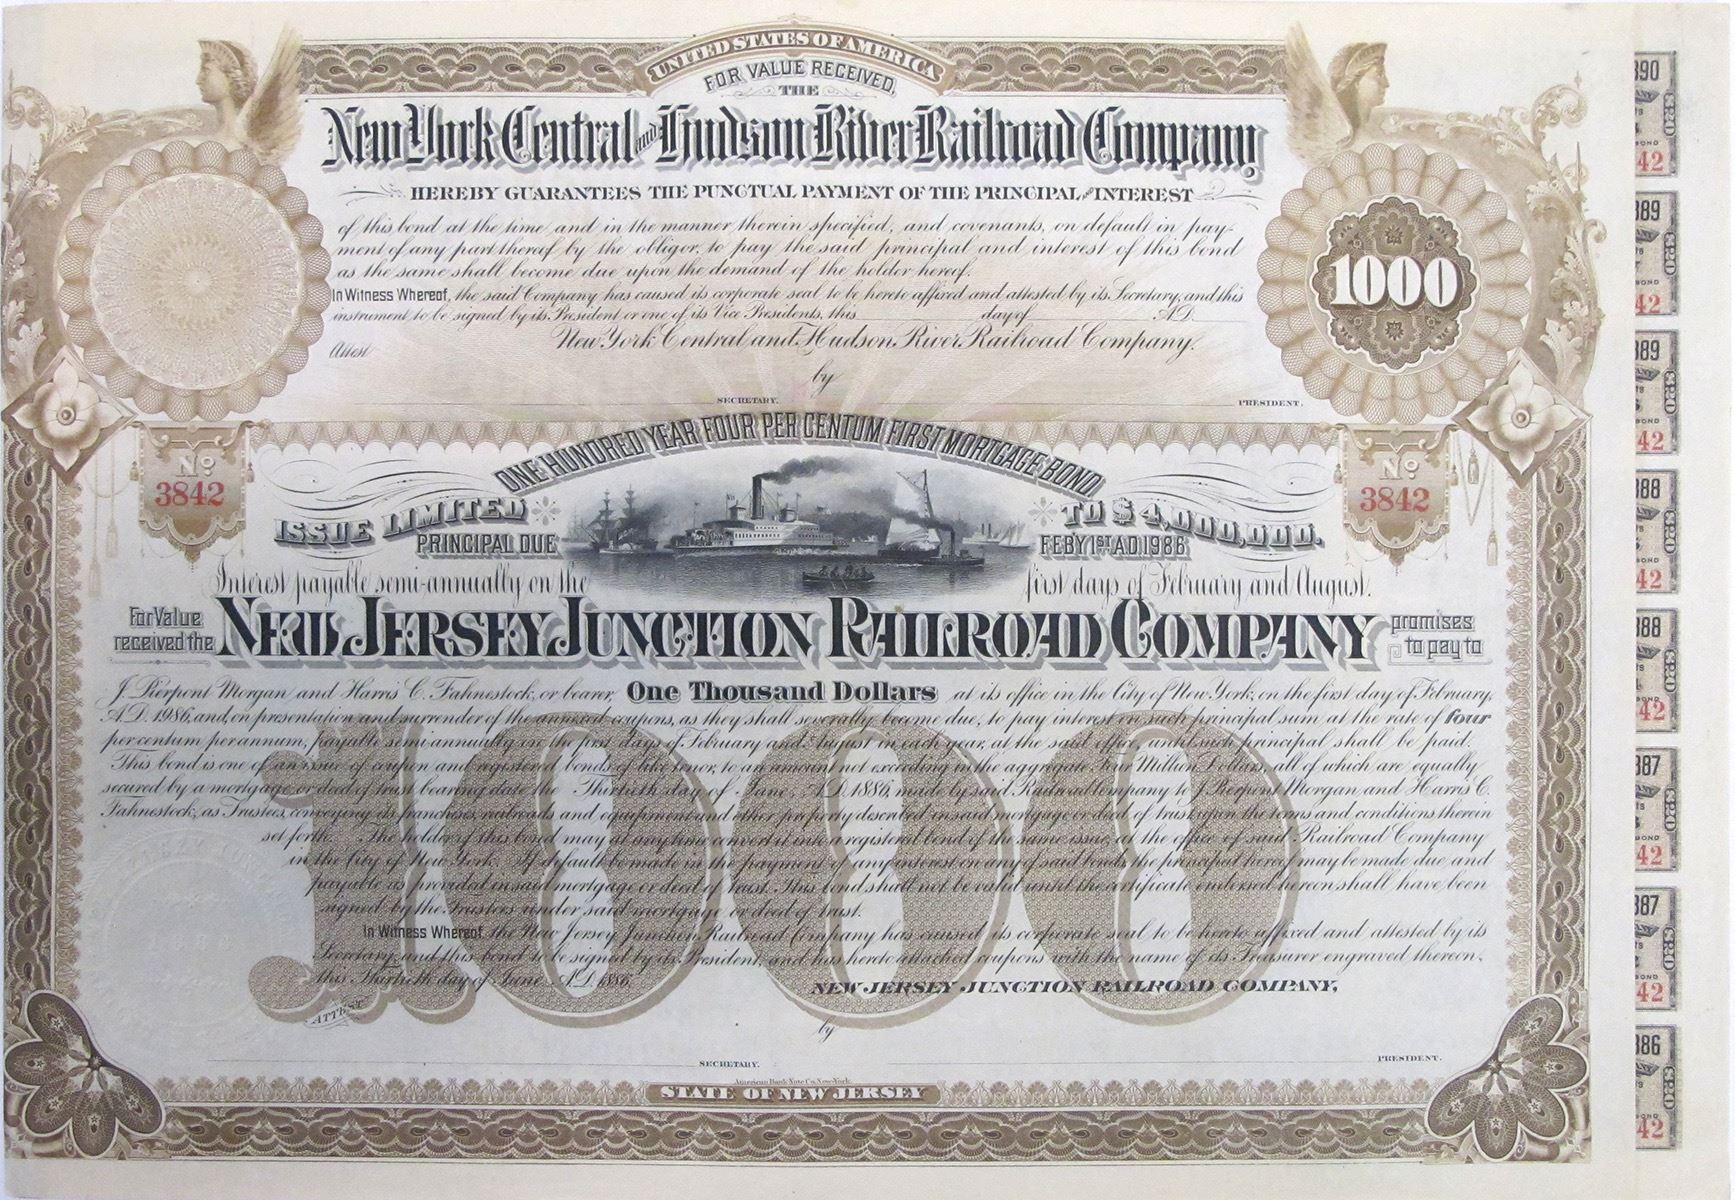 UNITED STATES OF AMERICA
FOR VALUE RECEIVED,
THE
New York Central and Hudson River Railroad Company,
HEREBY GUARANTEES THE PUNCTUAL PAYMENT OF THE PRINCIPAL AND INTEREST
of this bond at the time and in the manner therein specified, and covenants, on default in pay-
ment of any part thereof by the obligor, to pay the said principal and interest of this bond
as the same shall become due upon the demand of the holder hereof.
In Witness Whereof, the said Company has caused its corporate seal to be hereto affixed and attested by its Secretary, and this
instrument to be signed by its President or one of its Vice Presidents, this day of A.D.
New York Central and Hudson River Railroad Company.
Attest
by
SECRETARY. PRESIDENT.
1000
ONE HUNDRED YEAR FOUR PER CENTUM FIRST MORTGAGE BOND
No 3842
No 3842
ISSUE LIMITED TO $4,000,000.
PRINCIPAL DUE FEBY 1ST A.D. 1986
Interest payable semi-annually on the first days of February and August.
For Value received the NEW JERSEY JUNCTION RAILROAD COMPANY promises to pay to
J. Pierpont Morgan and Harris C. Fahnestock, or bearer, One Thousand Dollars at its office in the City of New York, on the first day of February,
A.D. 1986, and, on presentation and surrender of the annexed coupons, as they shall severally become due, to pay interest on such principal sum at the rate of four
per centum per annum, payable semi-annually on the first days of February and August in each year, at the said office, until such principal shall be paid.
This bond is one of an issue of coupon and registered bonds of like tenor, to an amount not exceeding in the aggregate Four Million Dollars, all of which are equally
secured by a mortgage or deed of trust bearing date the Thirtieth day of June, A.D. 1886, made by said Railroad Company to J. Pierpont Morgan and Harris C.
Fahnestock, as Trustees, conveying its franchises, railroads and equipment and other property described in said mortgage or deed of trust upon the terms and conditions therein
set forth. The holder of this bond may at any time convert it into a registered bond of the same issue, at the office of said Railroad Company
in the City of New York. If default be made in the payment of any interest on any of said bonds the principal hereof may be made due and
payable as provided in said mortgage or deed of trust. This bond shall not be valid until the certificate endorsed hereon shall have been
signed by the Trustees under said mortgage or deed of trust.
In Witness Whereof, the New Jersey Junction Railroad Company has caused its corporate seal to be hereto affixed and attested by its
Secretary, and this bond to be signed by its President, and has hereto attached coupons with the name of its Treasurer engraved thereon,
this Thirtieth day of June A.D. 1886.
NEW JERSEY JUNCTION RAILROAD COMPANY,
1000
ATTEST
by
SECRETARY. PRESIDENT.
American Bank Note Co. New-York.
STATE OF NEW JERSEY
890
$20
BOND
42
889
$20
BOND
42
889
$20
BOND
42
888
$20
BOND
42
888
$20
BOND
42
887
$20
BOND
42
887
$20
BOND
42
886
$20
BOND
42